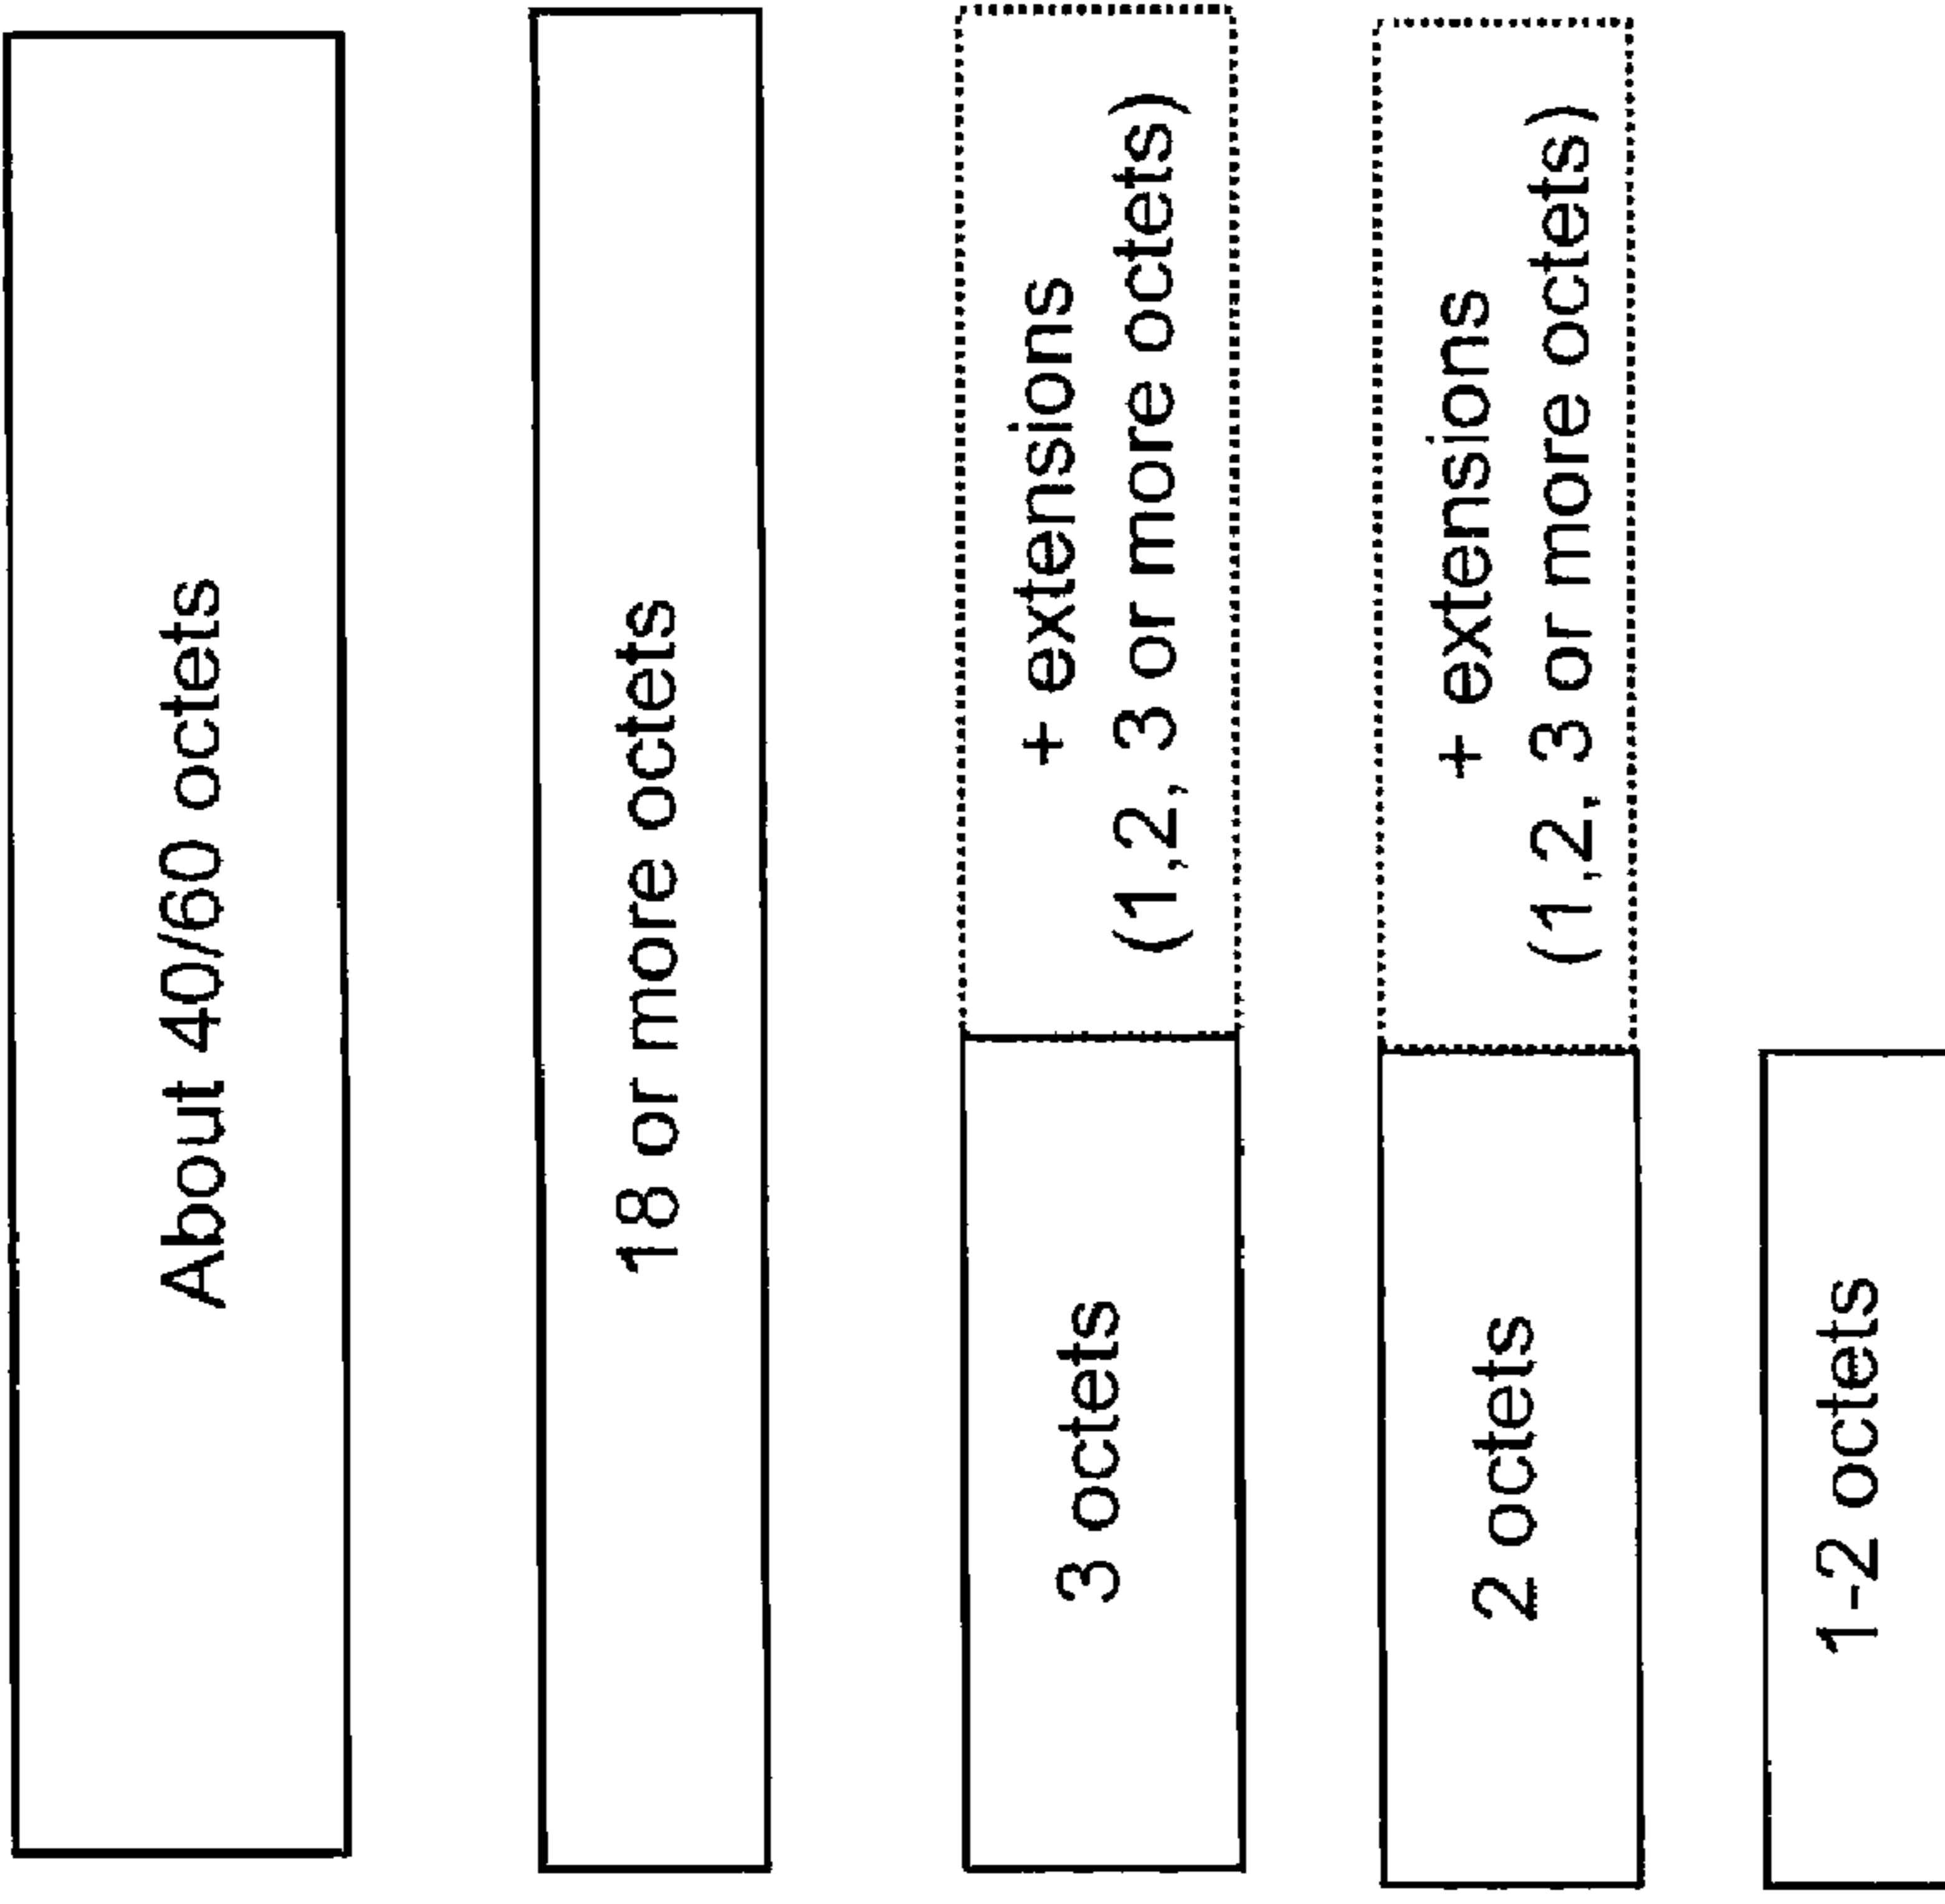 About 40/60 octets
18 or more octets
3 octets
+ extensions
(1,2, 3 or more octets)
2 octets
+ extensions
(1,2, 3 or more octets)
1-2 octets